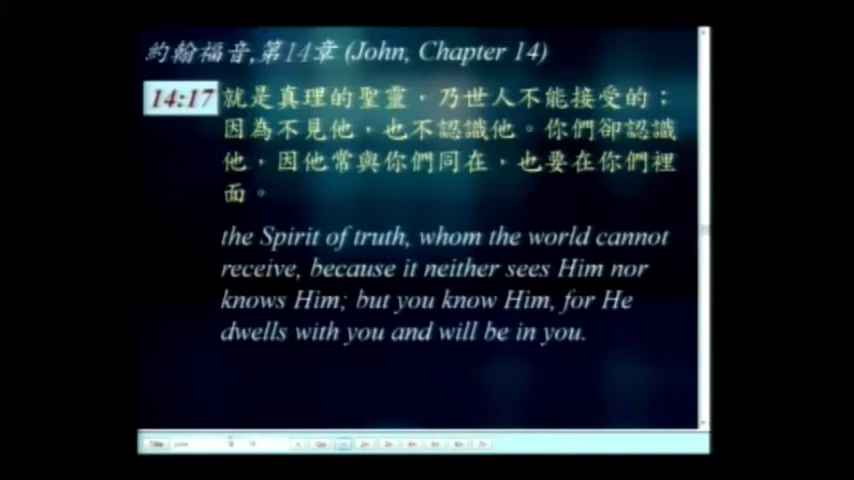 約翰福音,第14章 (John, Chapter 14)
14:17 就是真理的聖靈，乃世人不能接受的；
因為不見他，也不認識他。你們卻認識
他，因他常與你們同在，也要在你們裡
面。
the Spirit of truth, whom the world cannot
receive, because it neither sees Him nor
knows Him; but you know Him, for He
dwells with you and will be in you.